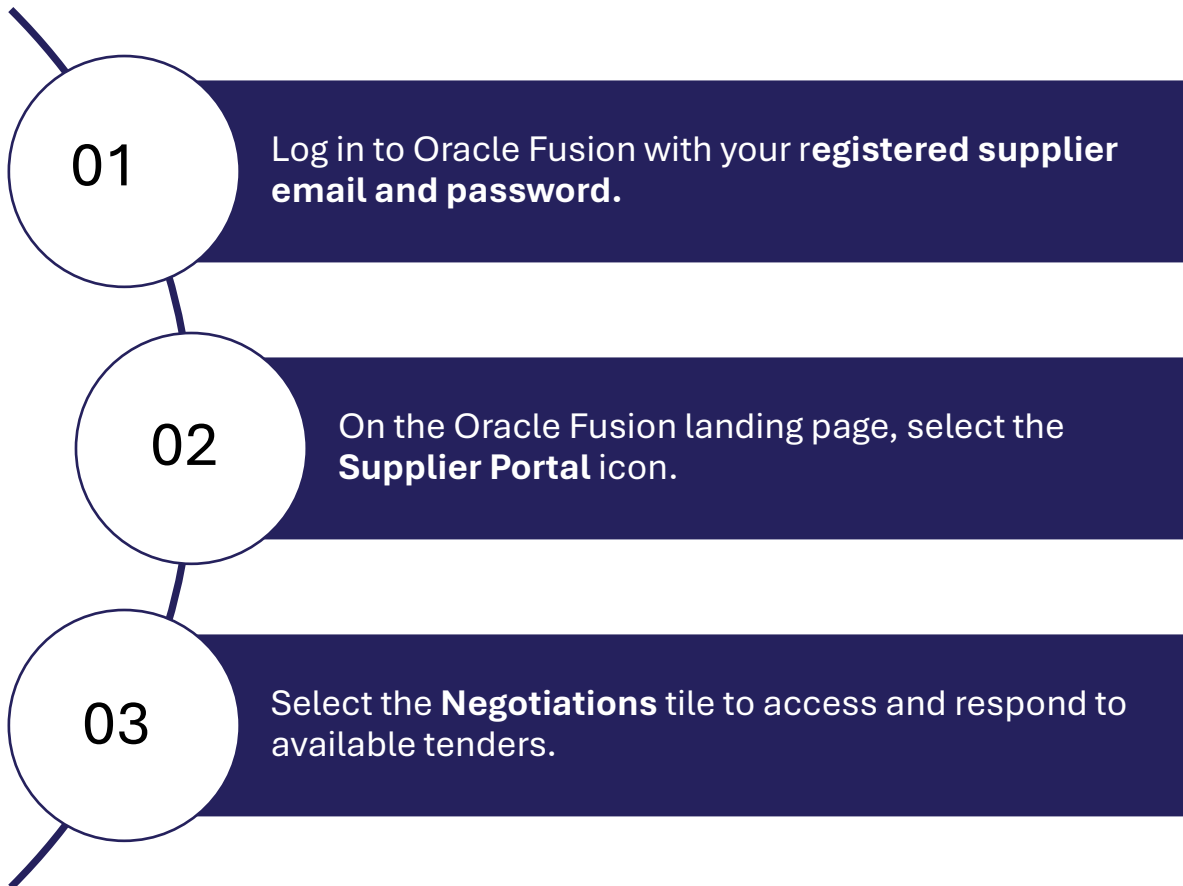 01
Log in to Oracle Fusion with your registered supplier
email and password.
02
On the Oracle Fusion landing page, select the
Supplier Portal icon.
03
Select the Negotiations tile to access and respond to
available tenders.